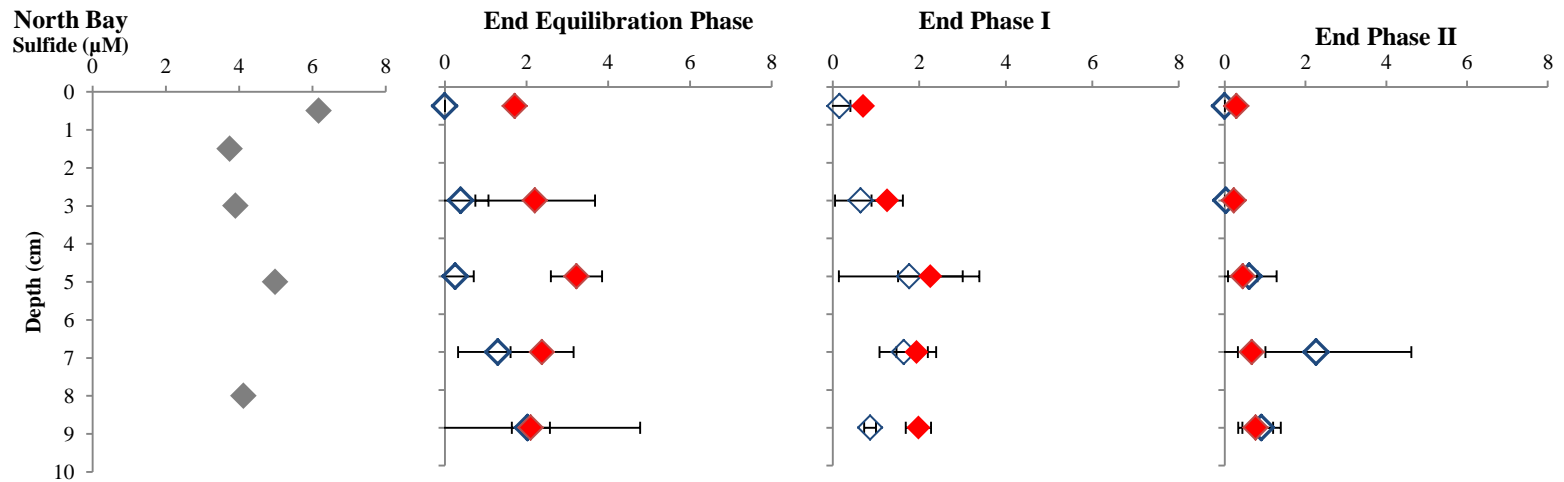 North Bay
Sulfide (µM)
End Equilibration Phase
End Phase I
End Phase II
0 2 4 6 8
0 2 4 6 8
0 2 4 6 8
0 2 4 6 8
Depth (cm)
0
1
2
3
4
5
6
7
8
9
10